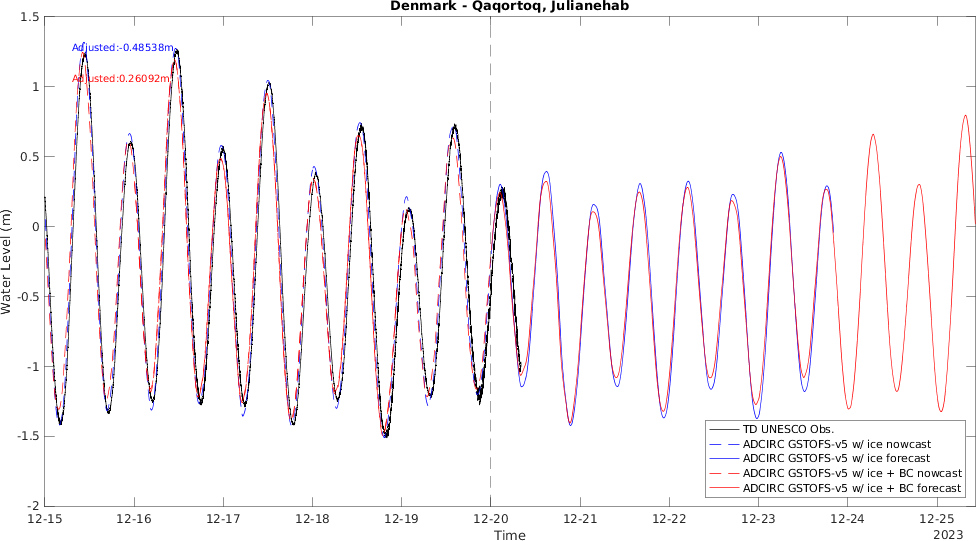 Denmark - Qaqortoq, Julianehab
Adjusted:-0.48538m
Adjusted:0.26092m
Water Level (m)
1.5
1
0.5
0
-0.5
-1
-1.5
-2
TD UNESCO Obs.
ADCIRC GSTOFS-v5 w/ ice nowcast
ADCIRC GSTOFS-v5 w/ ice forecast
ADCIRC GSTOFS-v5 w/ ice + BC nowcast
ADCIRC GSTOFS-v5 w/ ice + BC forecast
12-15 12-16 12-17 12-18 12-19 12-20 12-21 12-22 12-23 12-24 12-25
Time
2023